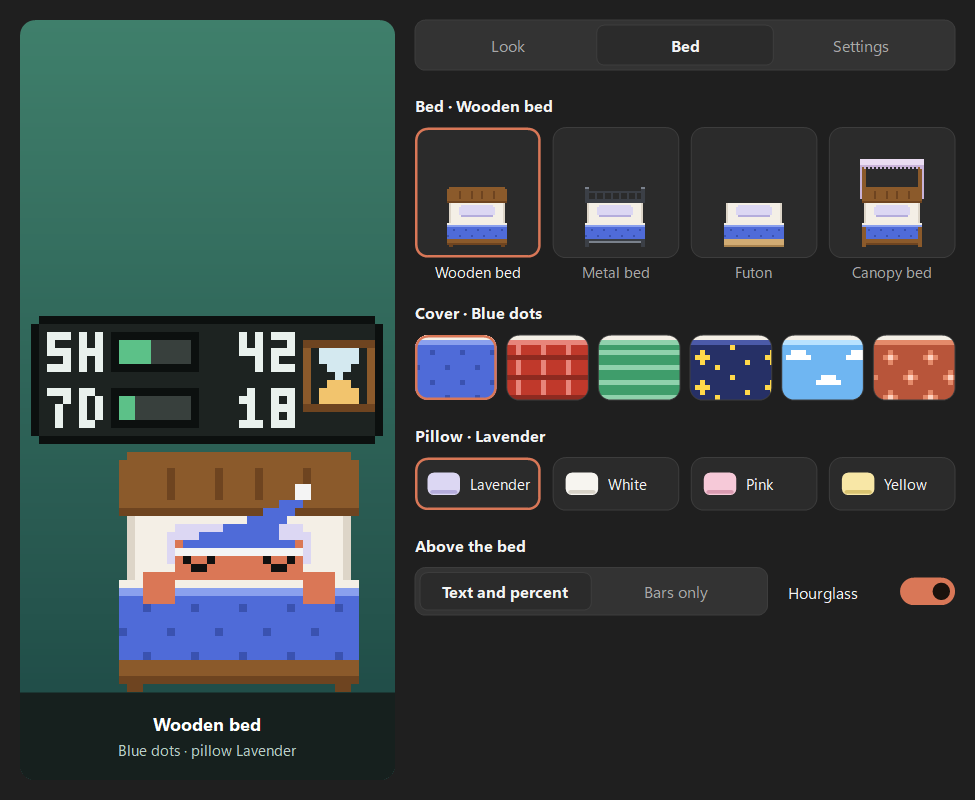 Look
Bed
Settings
Bed · Wooden bed
Wooden bed
Metal bed
Futon
Canopy bed
Cover · Blue dots
Pillow · Lavender
Lavender
White
Pink
Yellow
Above the bed
Text and percent
Bars only
Hourglass
5H 42
7D 18
Wooden bed
Blue dots · pillow Lavender